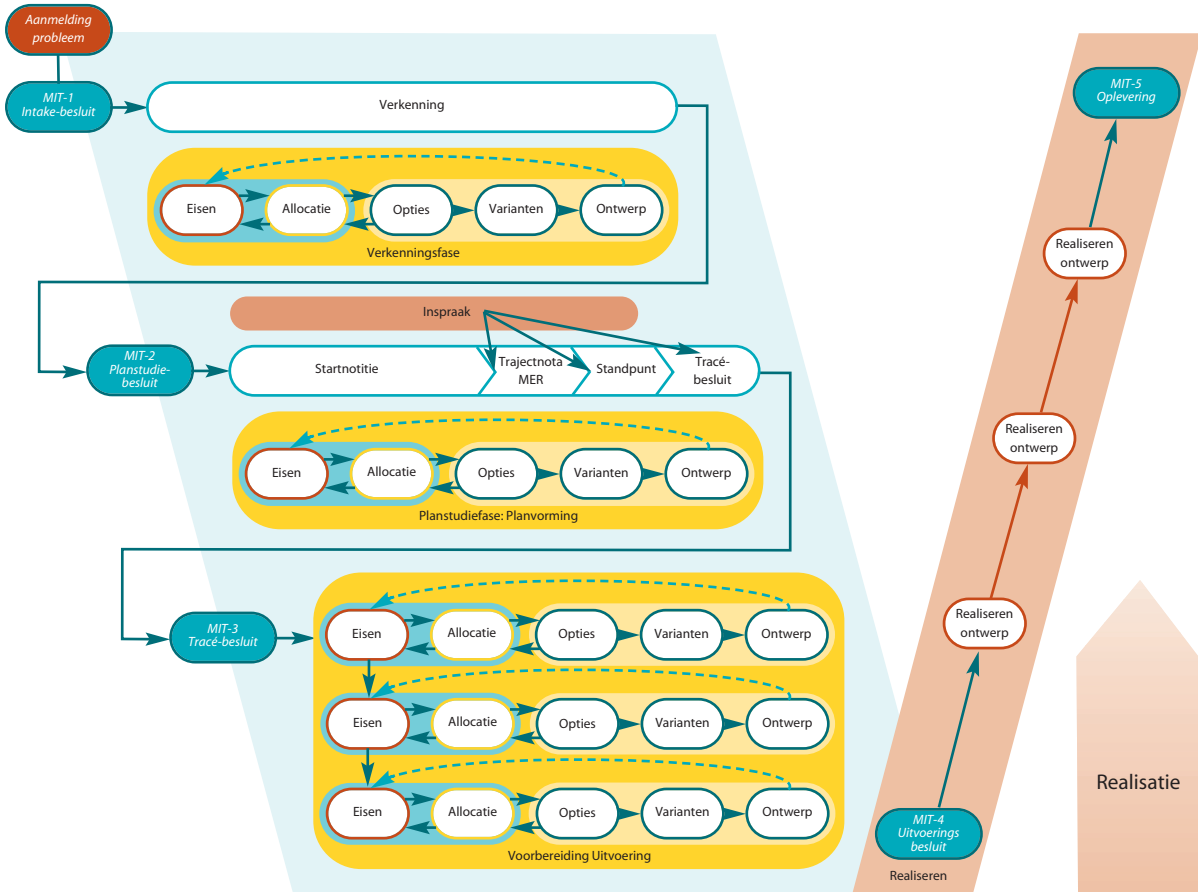 Aanmelding
probleem
MIT-1
Intake-besluit
Verkenning
Eisen
Allocatie
Opties
Varianten
Ontwerp
Verkenningsfase
Inspraak
MIT-2
Planstudie-
besluit
Startnotitie
Trajectnota
MER
Standpunt
Tracé-
besluit
Eisen
Allocatie
Opties
Varianten
Ontwerp
Planstudiefase: Planvorming
MIT-3
Tracé-besluit
Eisen
Allocatie
Opties
Varianten
Ontwerp
Eisen
Allocatie
Opties
Varianten
Ontwerp
Eisen
Allocatie
Opties
Varianten
Ontwerp
Voorbereiding Uitvoering
MIT-5
Oplevering
Realiseren
ontwerp
Realiseren
ontwerp
Realiseren
ontwerp
MIT-4
Uitvoerings
besluit
Realiseren
Realisatie